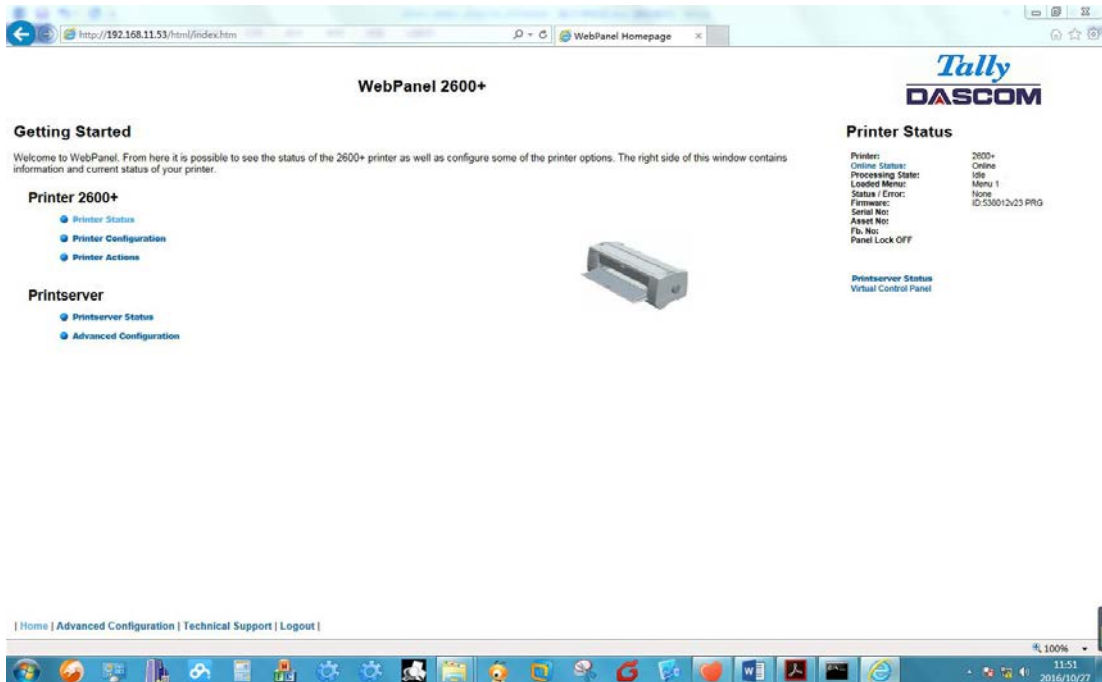 http://192.168.11.53/html/index.htm
WebPanel Homepage
WebPanel 2600+
Tally
DASCOM
Getting Started
Welcome to WebPanel. From here it is possible to see the status of the 2600+ printer as well as configure some of the printer options. The right side of this window contains
information and current status of your printer.
Printer 2600+
Printer Status
Printer Configuration
Printer Actions
Printserver
Printserver Status
Advanced Configuration
Printer Status
Printer: 2600+
Online Status: Online
Processing State: Idle
Loaded Menu: Menu 1
Status / Error: None
Firmware: ID:538012v23 PRG
Serial No:
Asset No:
Fb. No:
Panel Lock OFF
Printserver Status
Virtual Control Panel
| Home | Advanced Configuration | Technical Support | Logout |
100%
11:51
2016/10/27